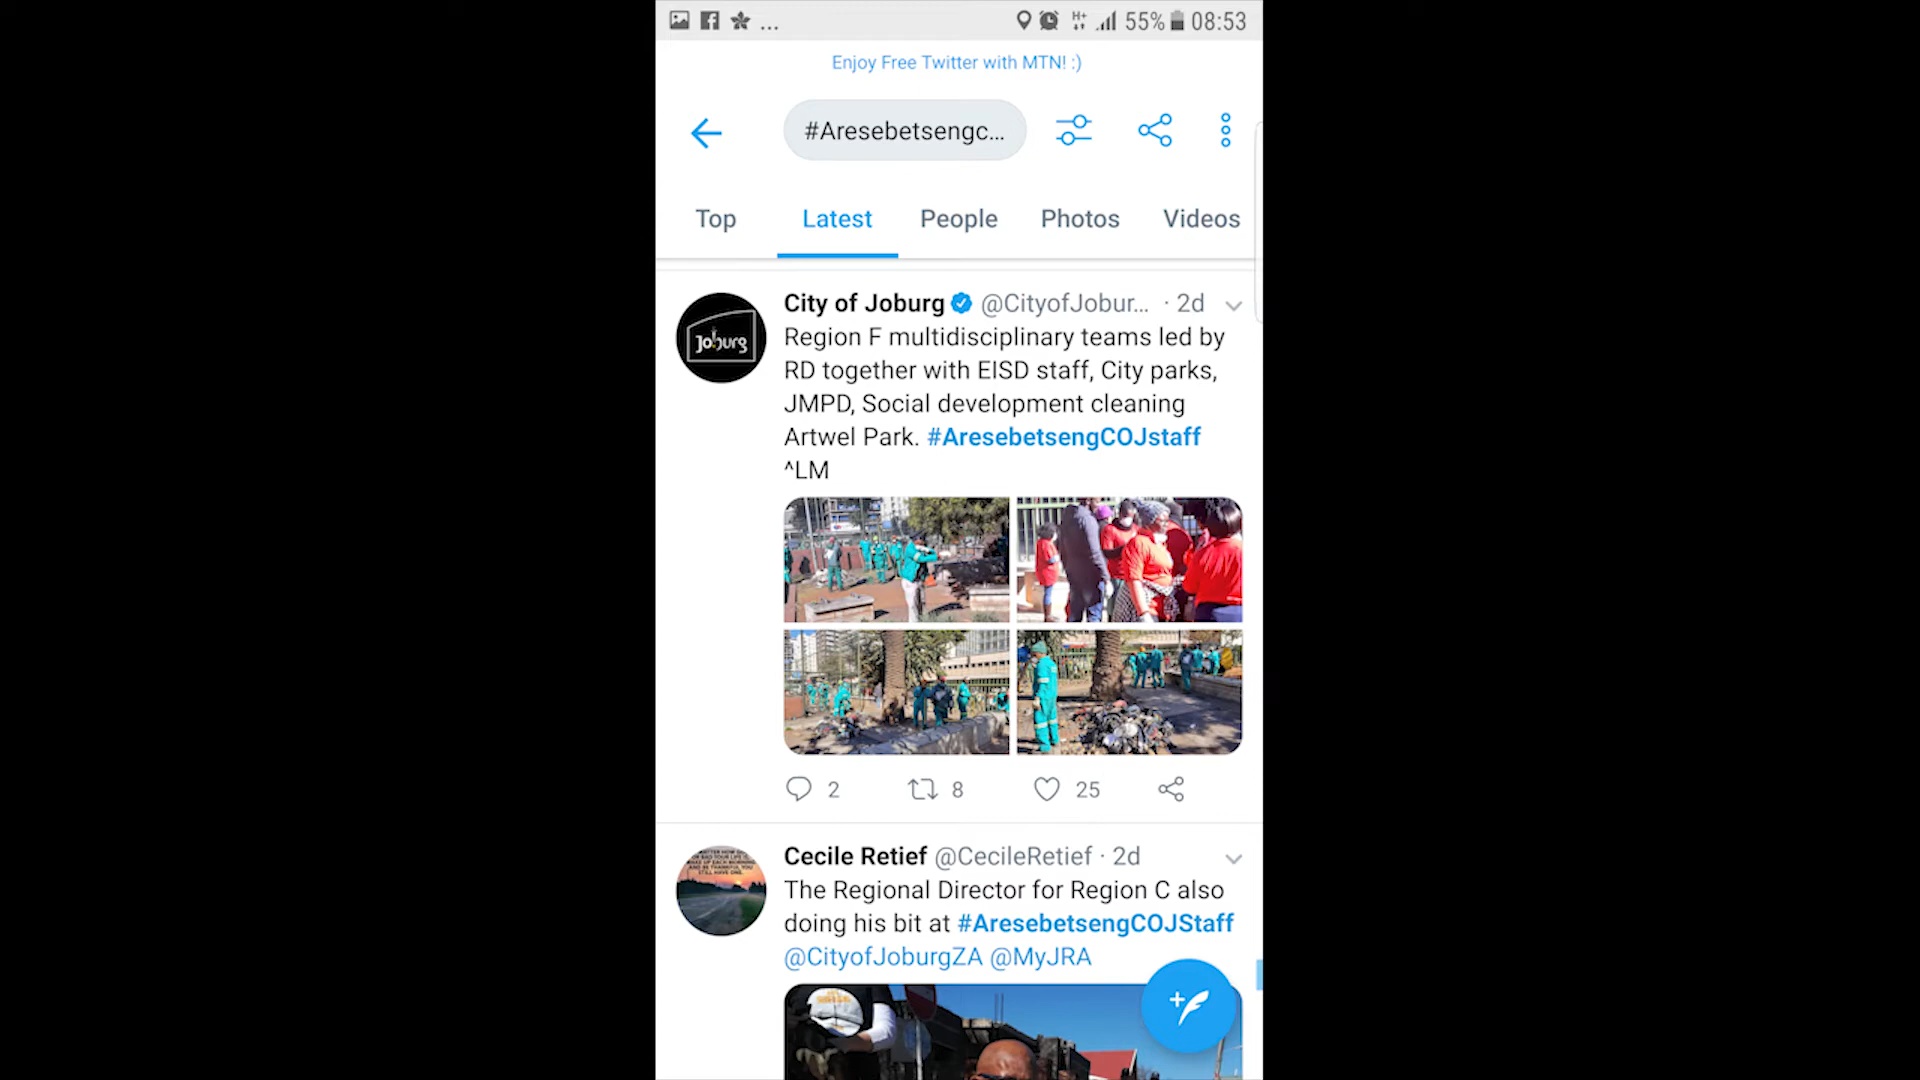 55% 08:53
Enjoy Free Twitter with MTN! :)
#Aresebetsengc...
Top Latest People Photos Videos
City of Joburg @CityofJobur... · 2d
Joburg
Region F multidisciplinary teams led by
RD together with EISD staff, City parks,
JMPD, Social development cleaning
Artwel Park. #AresebetsengCOJstaff
^LM
2 8 25
Cecile Retief @CecileRetief · 2d
The Regional Director for Region C also
doing his bit at #AresebetsengCOJStaff
@CityofJoburgZA @MyJRA